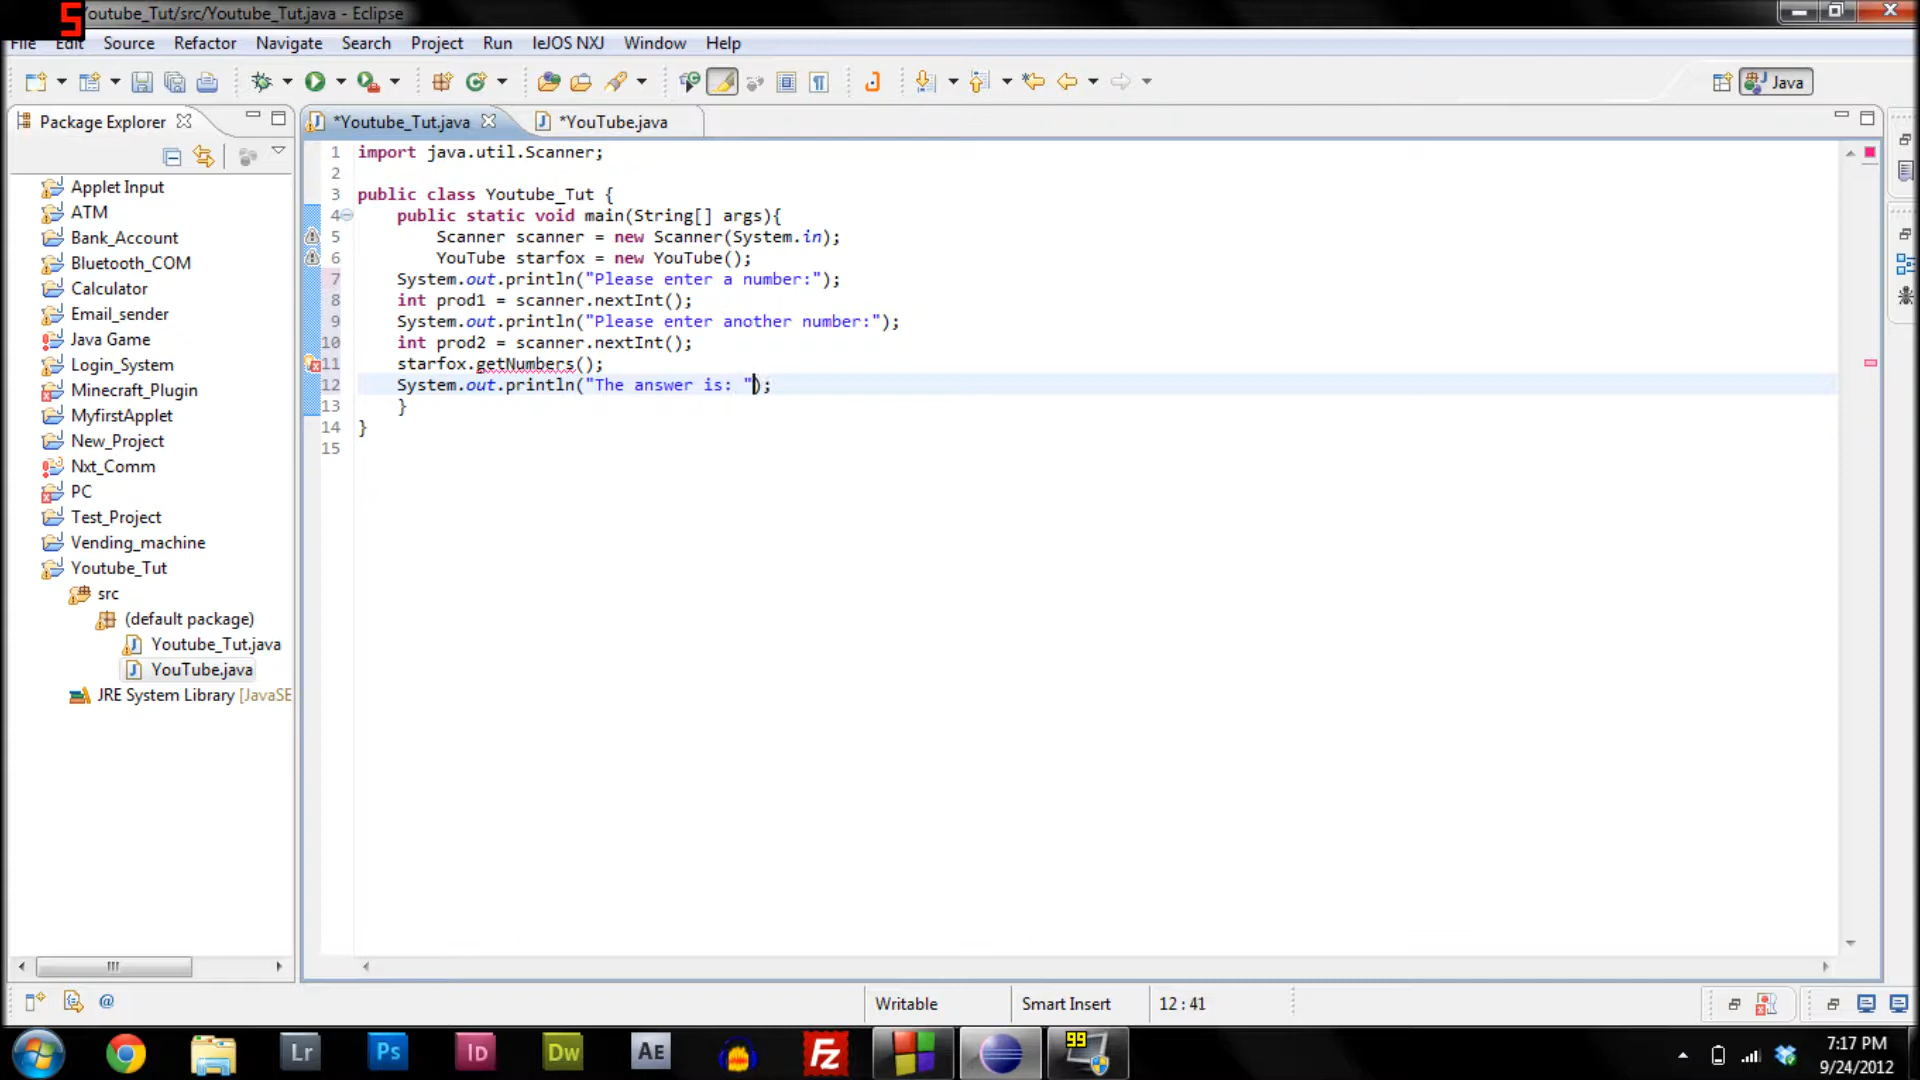 5
Youtube_Tut/src/Youtube_Tut.java - Eclipse
File Edit Source Refactor Navigate Search Project Run leJOS NXJ Window Help
Java
Package Explorer
*Youtube_Tut.java
*YouTube.java
Applet Input
ATM
Bank_Account
Bluetooth_COM
Calculator
Email_sender
Java Game
Login_System
Minecraft_Plugin
MyfirstApplet
New_Project
Nxt_Comm
PC
Test_Project
Vending_machine
Youtube_Tut
src
(default package)
Youtube_Tut.java
YouTube.java
JRE System Library [JavaSE
1 import java.util.Scanner;
2
3 public class Youtube_Tut {
4 public static void main(String[] args){
5 Scanner scanner = new Scanner(System.in);
6 YouTube starfox = new YouTube();
7 System.out.println("Please enter a number:");
8 int prod1 = scanner.nextInt();
9 System.out.println("Please enter another number:");
10 int prod2 = scanner.nextInt();
11 starfox.getNumbers();
12 System.out.println("The answer is: ");
13 }
14 }
15
Writable Smart Insert 12 : 41
Lr Ps Id Dw AE Fz 99
7:17 PM
9/24/2012